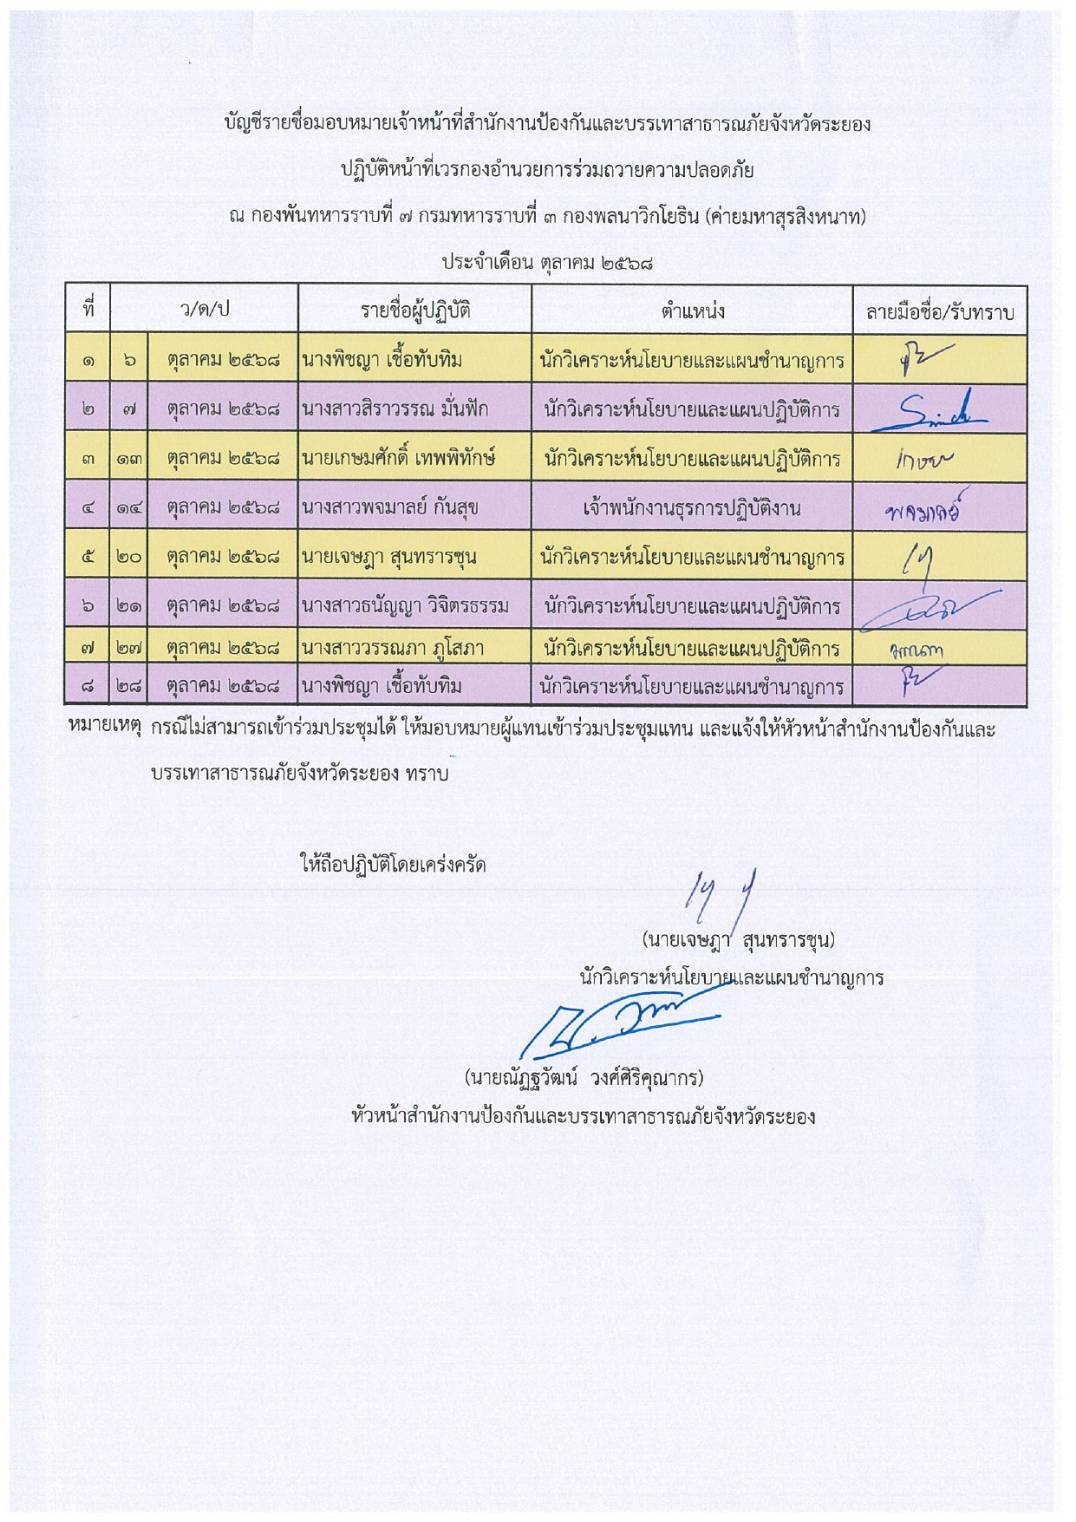 บัญชีรายชื่อมอบหมายเจ้าหน้าที่สำนักงานป้องกันและบรรเทาสาธารณภัยจังหวัดระยอง
ปฏิบัติหน้าที่เวรกองอำนวยการร่วมถวายความปลอดภัย
ณ กองพันทหารราบที่ ๗ กรมทหารราบที่ ๓ กองพลนาวิกโยธิน (ค่ายมหาสุรสิงหนาท)
ประจำเดือน ตุลาคม ๒๕๖๘
ที่ ว/ด/ป รายชื่อผู้ปฏิบัติ ตำแหน่ง ลายมือชื่อ/รับทราบ
๑ ๖ ตุลาคม ๒๕๖๘ นางพิชญา เชื้อทับทิม นักวิเคราะห์นโยบายและแผนชำนาญการ
๒ ๗ ตุลาคม ๒๕๖๘ นางสาวสิราวรรณ มั่นฟัก นักวิเคราะห์นโยบายและแผนปฏิบัติการ
๓ ๑๓ ตุลาคม ๒๕๖๘ นายเกษมศักดิ์ เทพพิทักษ์ นักวิเคราะห์นโยบายและแผนปฏิบัติการ
๔ ๑๔ ตุลาคม ๒๕๖๘ นางสาวพจมาลย์ กันสุข เจ้าพนักงานธุรการปฏิบัติงาน พจมาลย์
๕ ๒๐ ตุลาคม ๒๕๖๘ นายเจษฎา สุนทรารชุน นักวิเคราะห์นโยบายและแผนชำนาญการ
๖ ๒๑ ตุลาคม ๒๕๖๘ นางสาวธนัญญา วิจิตรธรรม นักวิเคราะห์นโยบายและแผนปฏิบัติการ
๗ ๒๗ ตุลาคม ๒๕๖๘ นางสาววรรณภา ภูโสภา นักวิเคราะห์นโยบายและแผนปฏิบัติการ
๘ ๒๘ ตุลาคม ๒๕๖๘ นางพิชญา เชื้อทับทิม นักวิเคราะห์นโยบายและแผนชำนาญการ
หมายเหตุ กรณีไม่สามารถเข้าร่วมประชุมได้ ให้มอบหมายผู้แทนเข้าร่วมประชุมแทน และแจ้งให้หัวหน้าสำนักงานป้องกันและ
บรรเทาสาธารณภัยจังหวัดระยอง ทราบ
ให้ถือปฏิบัติโดยเคร่งครัด
(นายเจษฎา สุนทรารชุน)
นักวิเคราะห์นโยบายและแผนชำนาญการ
(นายณัฏฐวัฒน์ วงศ์ศิริคุณากร)
หัวหน้าสำนักงานป้องกันและบรรเทาสาธารณภัยจังหวัดระยอง